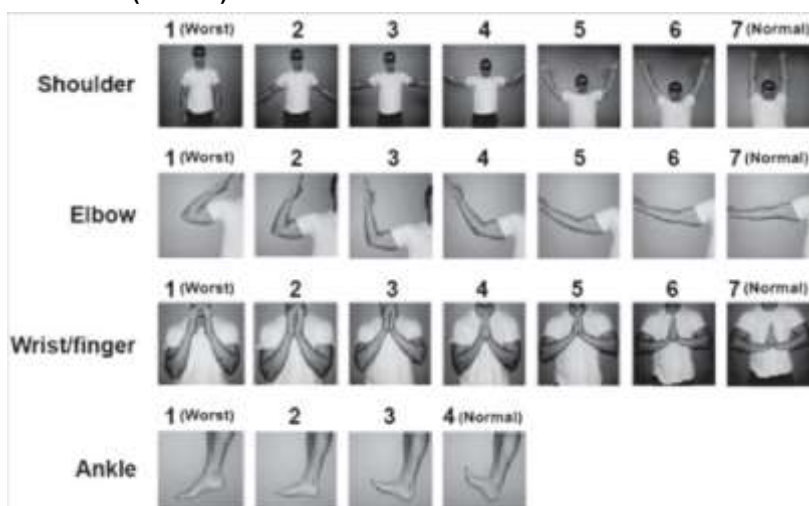 1 (Worst) 2 3 4 5 6 7 (Normal)
Shoulder
1 (Worst) 2 3 4 5 6 7 (Normal)
Elbow
1 (Worst) 2 3 4 5 6 7 (Normal)
Wrist/finger
1 (Worst) 2 3 4 (Normal)
Ankle